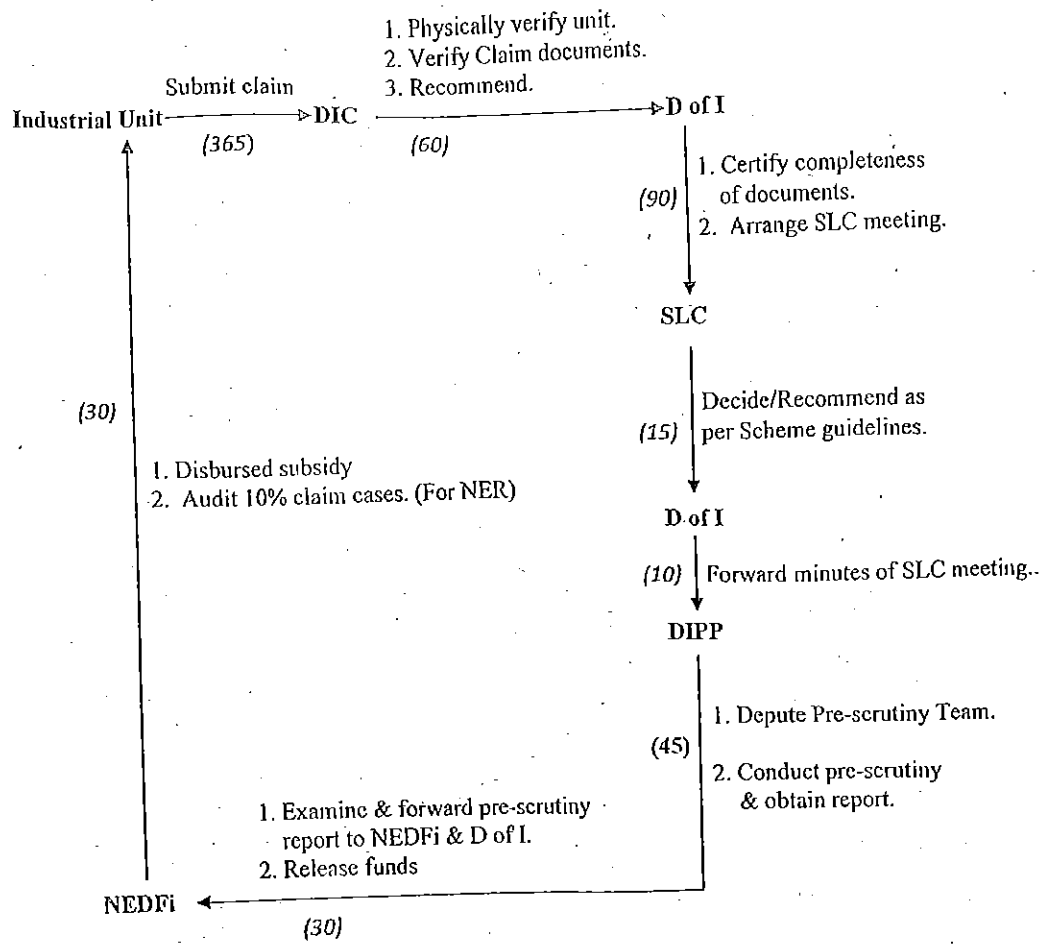 1. Physically verify unit.
2. Verify Claim documents.
3. Recommend.
Submit claim
Industrial Unit
DIC
D of I
(365)
(60)
1. Certify completeness
of documents.
2. Arrange SLC meeting.
(90)
SLC
Decide/Recommend as
per Scheme guidelines.
(15)
(30)
1. Disbursed subsidy
2. Audit 10% claim cases. (For NER)
D of I
(10)
Forward minutes of SLC meeting..
DIPP
1. Depute Pre-scrutiny Team.
(45)
2. Conduct pre-scrutiny
& obtain report.
1. Examine & forward pre-scrutiny
report to NEDFi & D of I.
2. Release funds
NEDFi
(30)